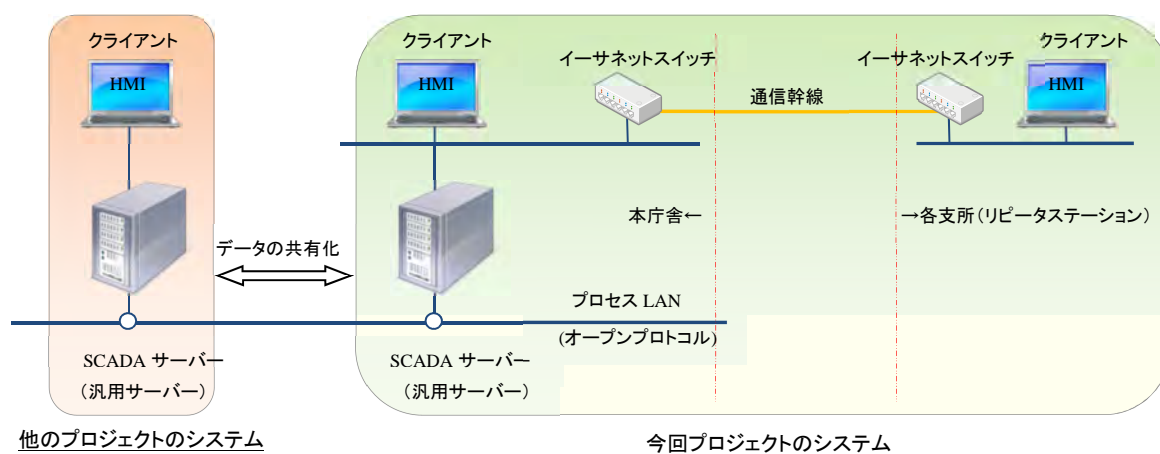 クライアント
クライアント
イーサネットスイッチ
イーサネットスイッチ
クライアント
HMI
HMI
HMI
通信幹線
本庁舎←
→各支所(リピータステーション)
データの共有化
プロセス LAN
(オープンプロトコル)
SCADA サーバー
(汎用サーバー)
SCADA サーバー
(汎用サーバー)
他のプロジェクトのシステム
今回プロジェクトのシステム